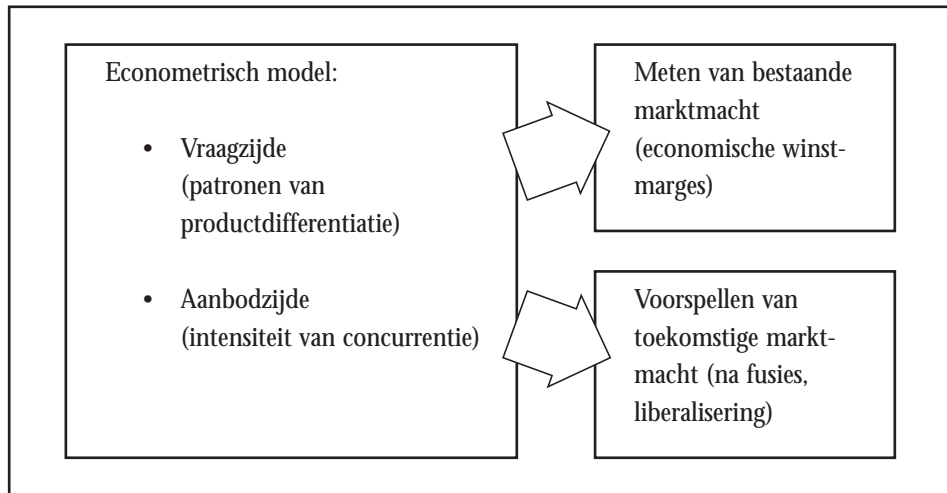 Econometrisch model:
• Vraagzijde
(patronen van
productdifferentiatie)
• Aanbodzijde
(intensiteit van concurrentie)
Meten van bestaande
marktmacht
(economische winst-
marges)
Voorspellen van
toekomstige markt-
macht (na fusies,
liberalisering)